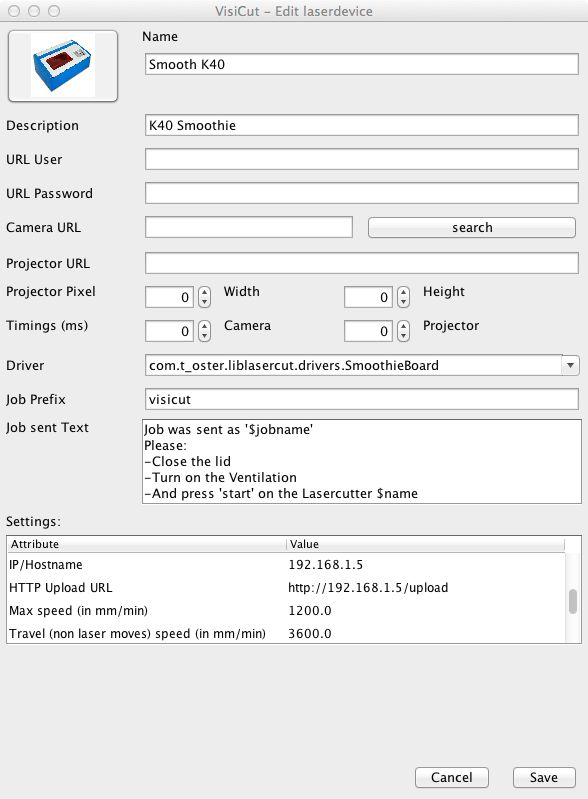 VisiCut – Edit laserdevice
Name
Smooth K40
Description
K40 Smoothie
URL User
URL Password
Camera URL
search
Projector URL
Projector Pixel
0
Width
0
Height
Timings (ms)
0
Camera
0
Projector
Driver
com.t_oster.liblasercut.drivers.SmoothieBoard
Job Prefix
visicut
Job sent Text
Job was sent as '$jobname'
Please:
-Close the lid
-Turn on the Ventilation
-And press 'start' on the Lasercutter $name
Settings:
Attribute
Value
IP/Hostname
192.168.1.5
HTTP Upload URL
http://192.168.1.5/upload
Max speed (in mm/min)
1200.0
Travel (non laser moves) speed (in mm/min)
3600.0
Cancel
Save